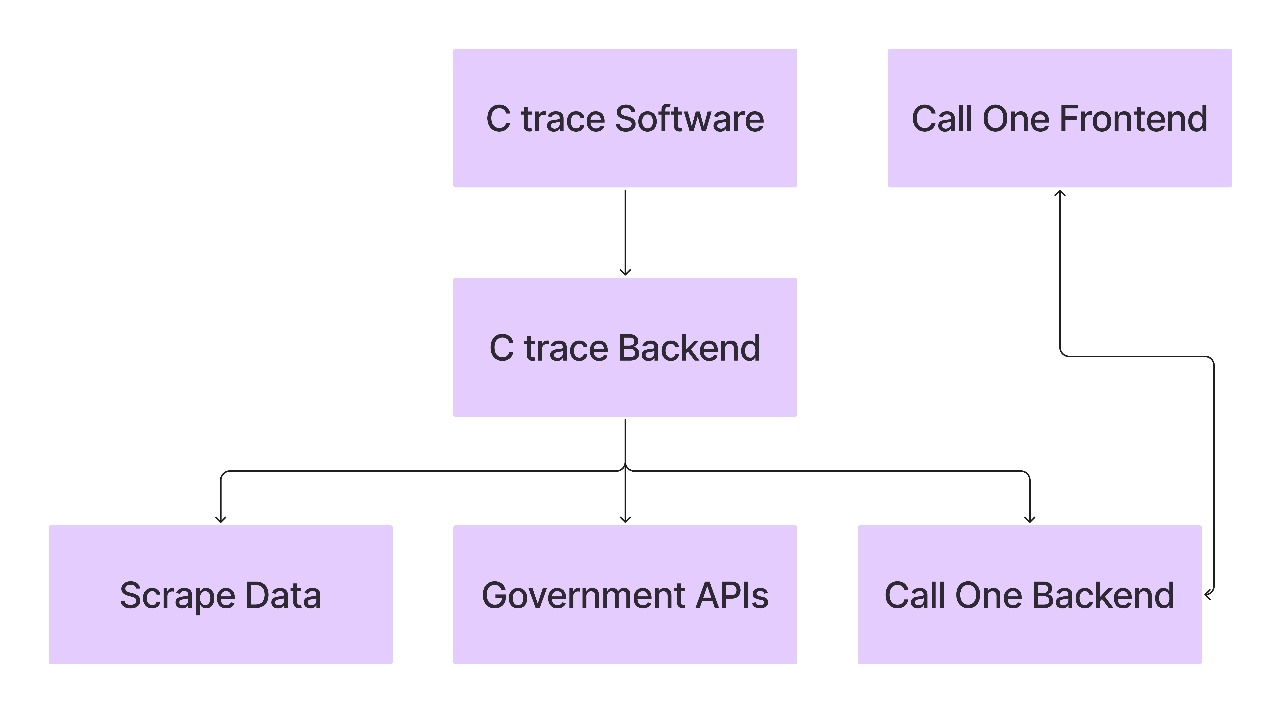 C trace Software
Call One Frontend
C trace Backend
Scrape Data
Government APIs
Call One Backend